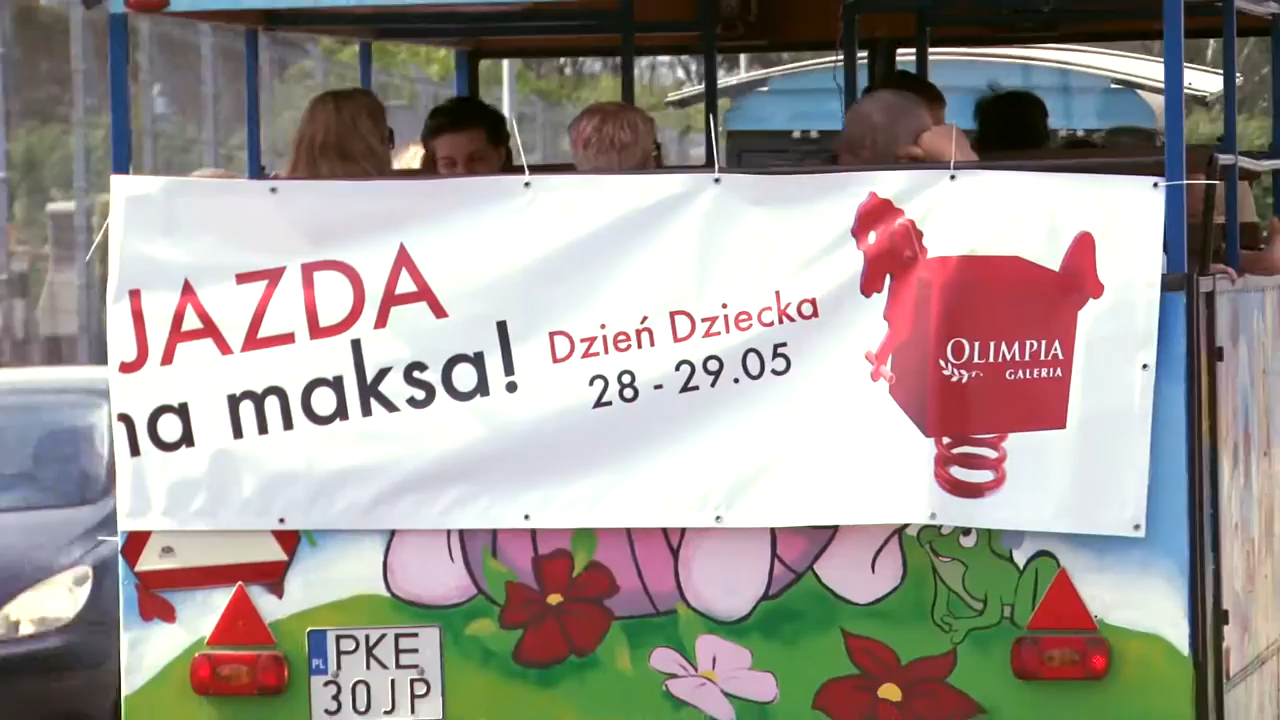 JAZDA
na maksa!
Dzień Dziecka
28 - 29.05
OLIMPIA
GALERIA
PL
PKE
30JP